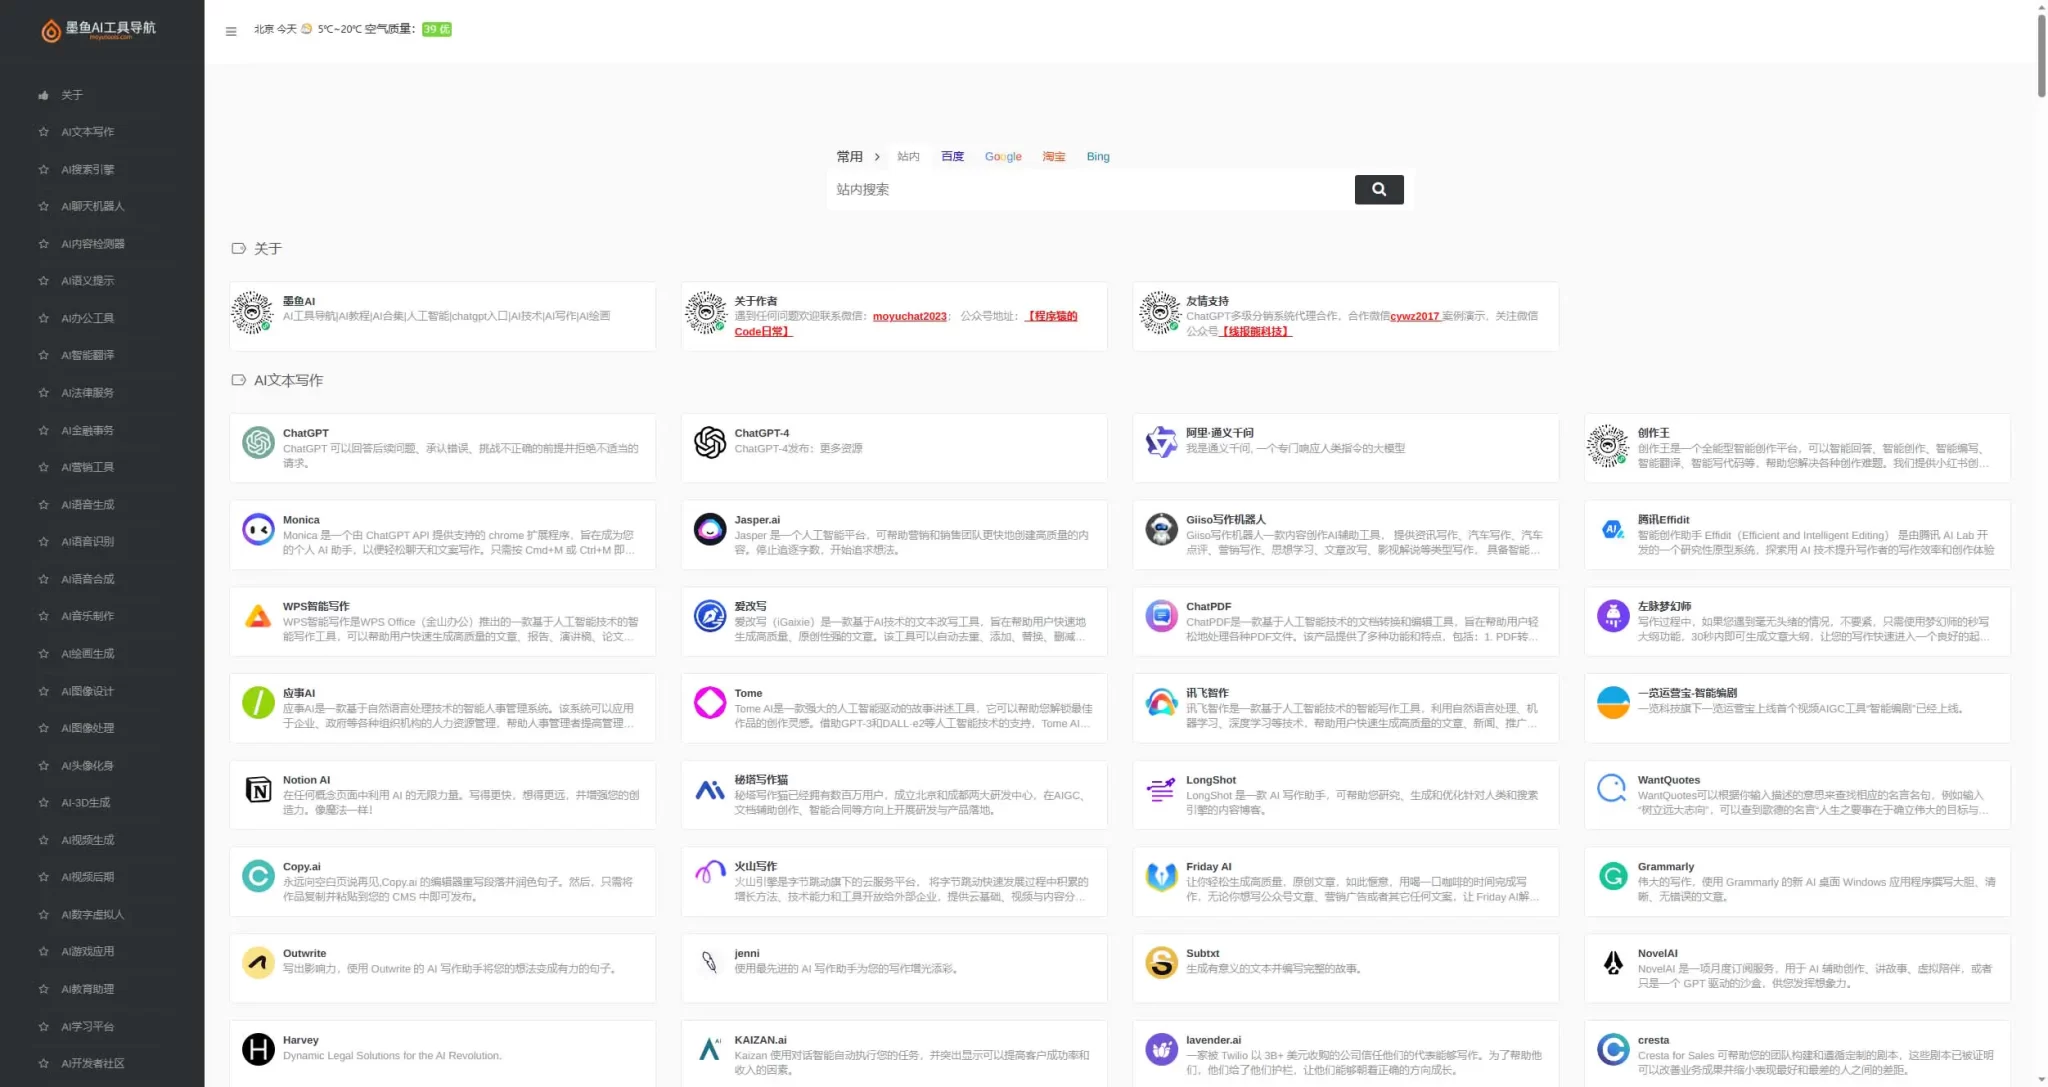 墨鱼AI工具导航
moyutools.com
北京 今天 5℃~20℃ 空气质量： 39 优
关于
AI文本写作
AI搜索引擎
AI聊天机器人
AI内容检测器
AI语义提示
AI办公工具
AI智能翻译
AI法律服务
AI金融事务
AI营销工具
AI语音生成
AI语音识别
AI语音合成
AI音乐制作
AI绘画生成
AI图像设计
AI图像处理
AI头像化身
AI-3D生成
AI视频生成
AI视频后期
AI数字虚拟人
AI游戏应用
AI教育助理
AI学习平台
AI开发者社区
常用 站内 百度 Google 淘宝 Bing
站内搜索
关于
墨鱼AI
AI工具导航|AI教程|AI合集|人工智能|chatgpt入口|AI技术|AI写作|AI绘画
关于作者
遇到任何问题欢迎联系微信：moyuchat2023； 公众号地址：【程序猿的
Code日常】
友情支持
ChatGPT多级分销系统代理合作，合作微信cywz2017 案例演示，关注微信
公众号【线报熊科技】
AI文本写作
ChatGPT
ChatGPT 可以回答后续问题、承认错误、挑战不正确的前提并拒绝不适当的
请求。
ChatGPT-4
ChatGPT-4发布：更多资源
阿里·通义千问
我是通义千问, 一个专门响应人类指令的大模型
创作王
创作王是一个全能型智能创作平台，可以智能回答、智能创作、智能编写、
智能翻译、智能写代码等，帮助您解决各种创作难题。我们提供小红书创...
Monica
Monica 是一个由 ChatGPT API 提供支持的 chrome 扩展程序，旨在成为您
的个人 AI 助手，以便轻松聊天和文案写作。只需按 Cmd+M 或 Ctrl+M 即...
Jasper.ai
Jasper 是一个人工智能平台，可帮助营销和销售团队更快地创建高质量的内
容。停止追逐字数，开始追求想法。
Giiso写作机器人
Giiso写作机器人一款内容创作AI辅助工具， 提供资讯写作、汽车写作、汽车
点评、营销写作、思想学习、文章改写、影视解说等类型写作， 具备智能...
腾讯Effidit
智能创作助手 Effidit（Efficient and Intelligent Editing） 是由腾讯 AI Lab 开
发的一个研究性原型系统，探索用 AI 技术提升写作者的写作效率和创作体验
WPS智能写作
WPS智能写作是WPS Office（金山办公）推出的一款基于人工智能技术的智
能写作工具，可以帮助用户快速生成高质量的文章、报告、演讲稿、论文...
爱改写
爱改写（iGaixie）是一款基于AI技术的文本改写工具，旨在帮助用户快速地
生成高质量、原创性强的文章。该工具可以自动去重、添加、替换、删减...
ChatPDF
ChatPDF是一款基于人工智能技术的文档转换和编辑工具，旨在帮助用户轻
松地处理各种PDF文件。该产品提供了多种功能和特点，包括：1. PDF转...
左脉梦幻师
写作过程中，如果您遇到毫无头绪的情况，不要紧，只需使用梦幻师的秒写
大纲功能，30秒内即可生成文章大纲，让您的写作快速进入一个良好的起...
应事AI
应事AI是一款基于自然语言处理技术的智能人事管理系统。该系统可以应用
于企业、政府等各种组织机构的人力资源管理，帮助人事管理者提高管理...
Tome
Tome AI是一款强大的人工智能驱动的故事讲述工具，它可以帮助您解锁最佳
作品的创作灵感。借助GPT-3和DALL·e2等人工智能技术的支持，Tome AI...
讯飞智作
讯飞智作是一款基于人工智能技术的智能写作工具，利用自然语言处理、机
器学习、深度学习等技术，帮助用户快速生成高质量的文章、新闻、推广...
一览运营宝-智能编剧
一览科技旗下一览运营宝上线首个视频AIGC工具“智能编剧”已经上线。
Notion AI
在任何概念页面中利用 AI 的无限力量。写得更快，想得更远，并增强您的创
造力。像魔法一样！
秘塔写作猫
秘塔写作猫已经拥有数百万用户，成立北京和成都两大研发中心，在AIGC、
文档辅助创作、智能合同等方向上开展研发与产品落地。
LongShot
LongShot 是一款 AI 写作助手，可帮助您研究、生成和优化针对人类和搜索
引擎的内容博客。
WantQuotes
WantQuotes可以根据你输入描述的意思来查找相应的名言名句，例如输入
“树立远大志向”，可以查到歌德的名言“人生之要事在于确立伟大的目标与...
Copy.ai
永远向空白页说再见,Copy.ai 的编辑器重写段落并润色句子。然后，只需将
作品复制并粘贴到您的 CMS 中即可发布。
火山写作
火山引擎是字节跳动旗下的云服务平台， 将字节跳动快速发展过程中积累的
增长方法、技术能力和工具开放给外部企业，提供云基础、视频与内容分...
Friday AI
让你轻松生成高质量，原创文章，如此惬意，用喝一口咖啡的时间完成写
作，无论你想写公众号文章、营销广告或者其它任何文案，让 Friday AI解...
Grammarly
伟大的写作，使用 Grammarly 的新 AI 桌面 Windows 应用程序撰写大胆、清
晰、无错误的文章。
Outwrite
写出影响力，使用 Outwrite 的 AI 写作助手将您的想法变成有力的句子。
jenni
使用最先进的 AI 写作助手为您的写作增光添彩。
Subtxt
生成有意义的文本并编写完整的故事。
NovelAI
NovelAI 是一项月度订阅服务，用于 AI 辅助创作、讲故事、虚拟陪伴，或者
只是一个 GPT 驱动的沙盒，供您发挥想象力。
Harvey
Dynamic Legal Solutions for the AI Revolution.
KAIZAN.ai
Kaizan 使用对话智能自动执行您的任务，并突出显示可以提高客户成功率和
收入的因素。
lavender.ai
一家被 Twilio 以 3B+ 美元收购的公司信任他们的代表能够写作。为了帮助他
们，他们给了他们护栏，让他们能够朝着正确的方向成长。
cresta
Cresta for Sales 可帮助您的团队构建和遵循定制的剧本，这些剧本已被证明
可以改善业务成果并缩小表现最好和最差的人之间的差距。